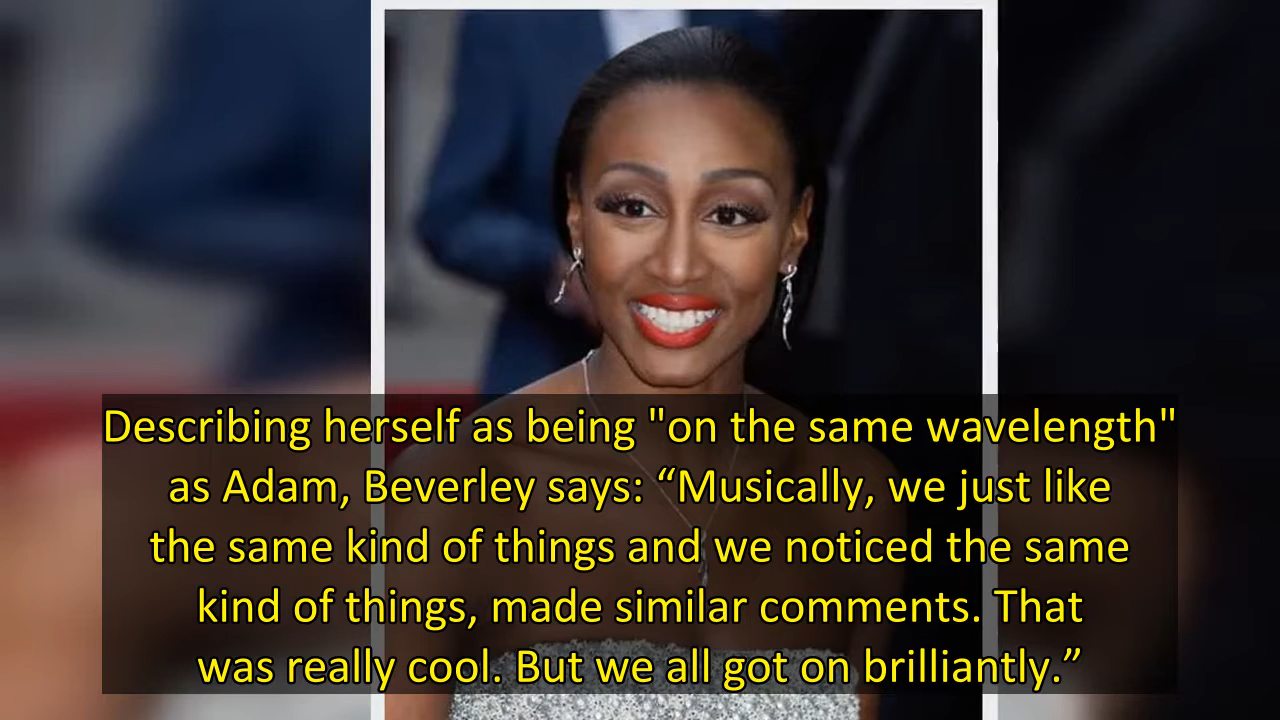 Describing herself as being "on the same wavelength"
as Adam, Beverley says: “Musically, we just like
the same kind of things and we noticed the same
kind of things, made similar comments. That
was really cool. But we all got on brilliantly.”